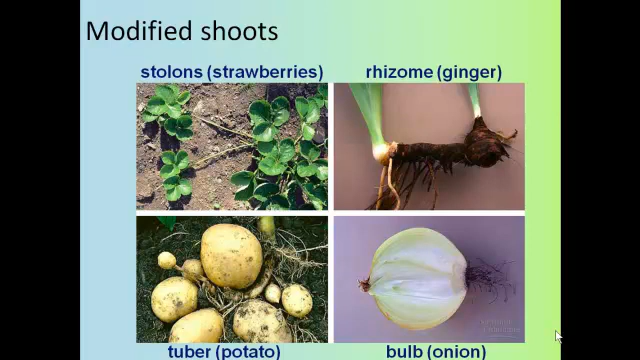 Modified shoots
stolons (strawberries)
rhizome (ginger)
tuber (potato)
bulb (onion)